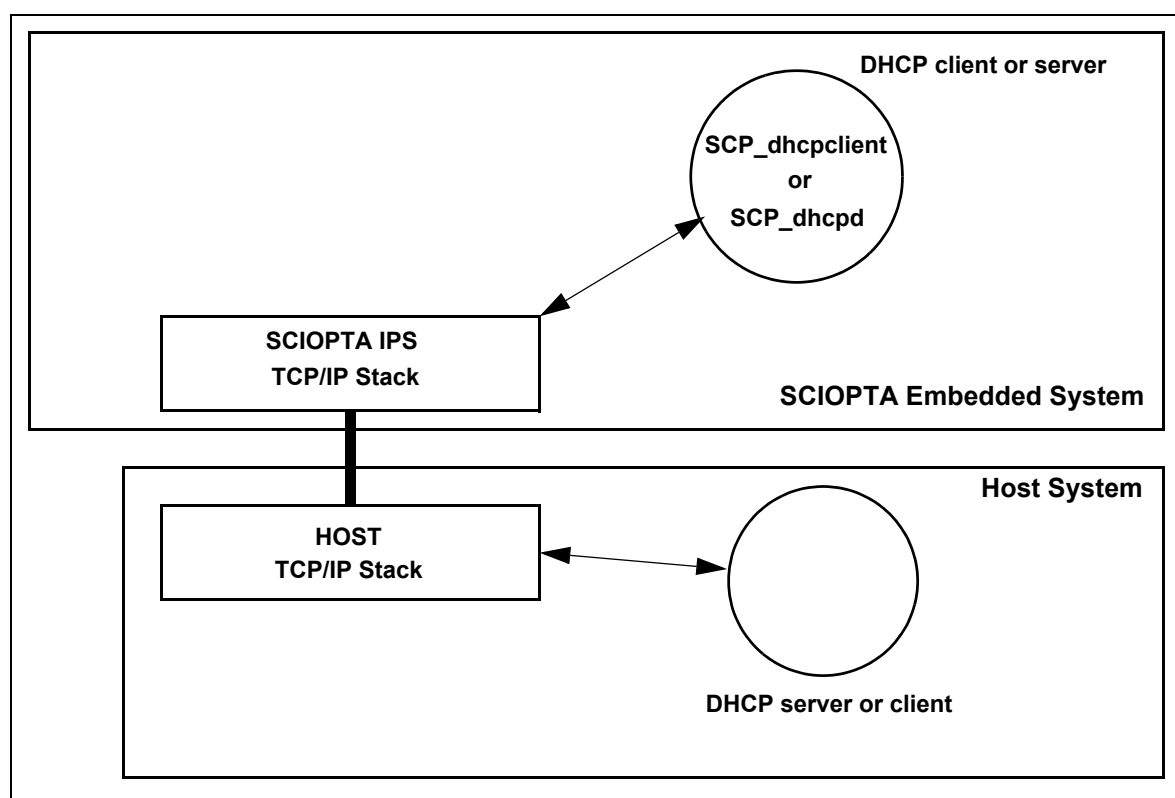 DHCP client or server
SCP_dhcpclient
or
SCP_dhcpd
SCIOPTA IPS
TCP/IP Stack
SCIOPTA Embedded System
Host System
HOST
TCP/IP Stack
DHCP server or client